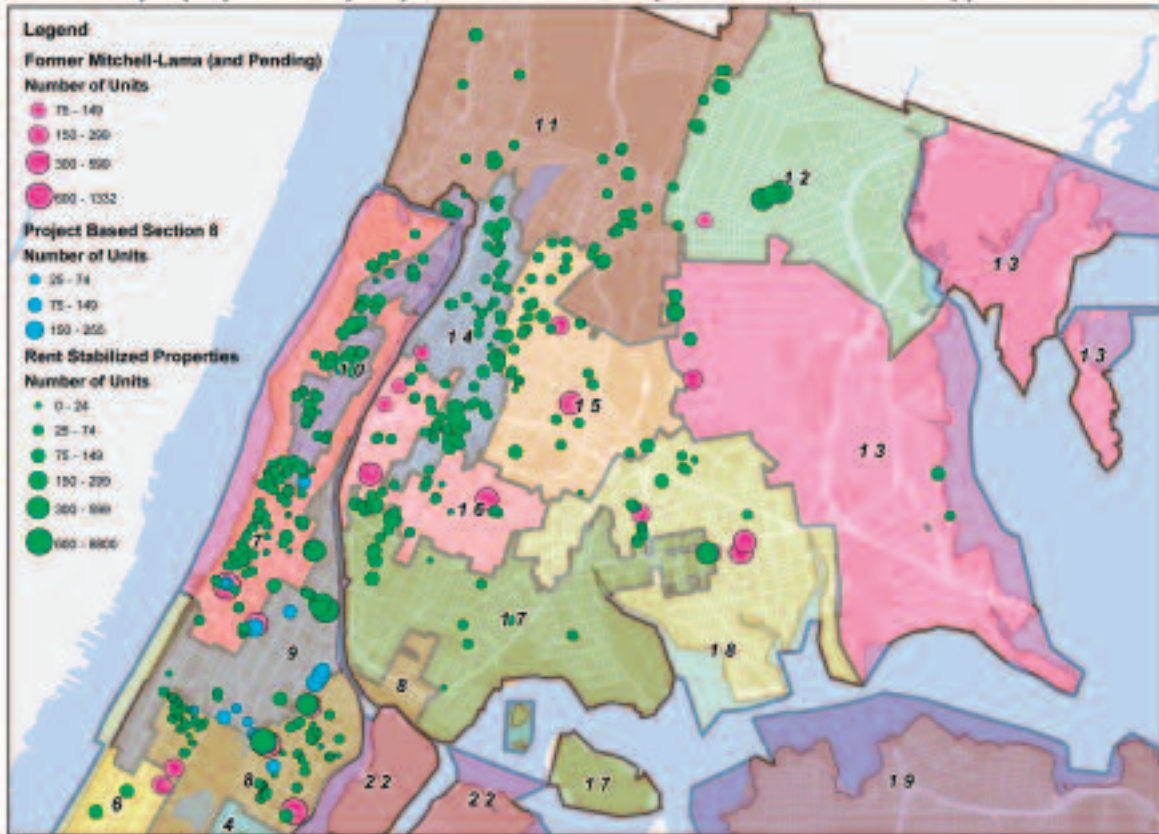 Legend
Former Mitchell-Lama (and Pending)
Number of Units
75 - 149
150 - 299
300 - 599
600 - 1332
Project Based Section 8
Number of Units
25 - 74
75 - 149
150 - 255
Rent Stabilized Properties
Number of Units
0 - 24
25 - 74
75 - 149
150 - 299
300 - 599
600 - 8800
11
12
13
13
14
10
15
13
16
7
17
18
9
8
8
22
22
17
19
6
4